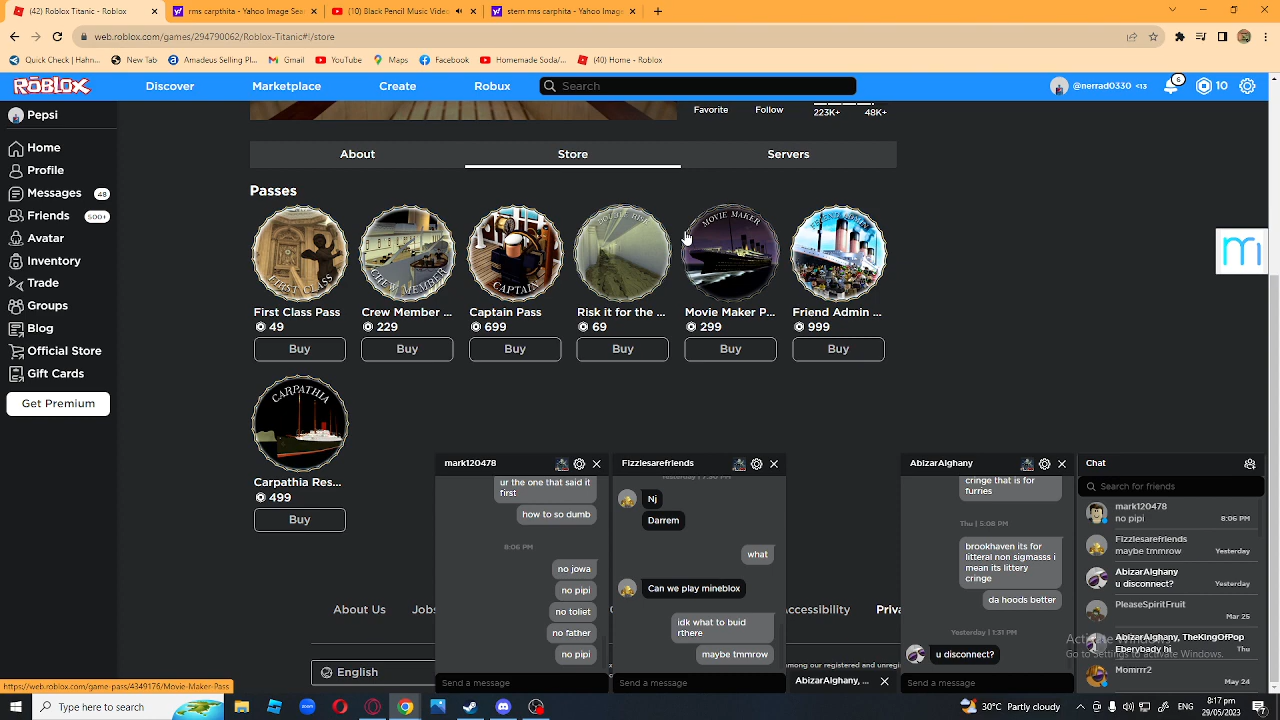 (42) Roblox Titanic - Roblox
rms carpthita - Yahoo Image Sear
(10) Black Pencil Music Video
stern rms carphita - Yahoo Image
web.roblox.com/games/294790062/Roblox-Titanic#!/store
Quick Check | Hahn...
New Tab
Amadeus Selling Pl...
Gmail
YouTube
Maps
Facebook
Homemade Soda/...
(40) Home - Roblox
ROBLOX
Discover
Marketplace
Create
Robux
Search
@nerrad0330 <13
6
10
Pepsi
Favorite
Follow
223K+
48K+
Home
Profile
Messages
48
Friends
500+
Avatar
Inventory
Trade
Groups
Blog
Official Store
Gift Cards
Get Premium
About
Store
Servers
Passes
FIRST CLASS
CREW MEMBER
CAPTAIN
MOVIE MAKER
First Class Pass
Crew Member ...
Captain Pass
Risk it for the ...
Movie Maker P...
Friend Admin ...
49
229
699
69
299
999
Buy
Buy
Buy
Buy
Buy
Buy
CARPATHIA
Carpathia Res...
499
Buy
m
About Us
Jobs
Accessibility
English
mark120478
ur the one that said it
first
how to so dumb
8:06 PM
no jowa
no pipi
no toliet
no father
no pipi
Send a message
Fizzlesarefriends
Yesterday | 7:30 PM
Nj
Darrem
what
Can we play mineblox
idk what to buid
rthere
maybe tmmrow
Send a message
AbizarAlghany, ...
AbizarAlghany
cringe that is for
furries
Thu | 5:08 PM
brookhaven its for
litteral non sigmasss i
mean its littery
cringe
da hoods better
Yesterday | 1:31 PM
u disconnect?
Send a message
Chat
Search for friends
mark120478
no pipi
8:06 PM
Fizzlesarefriends
maybe tmmrow
Yesterday
AbizarAlghany
u disconnect?
Yesterday
PleaseSpiritFruit
Mar 25
AbizarAlghany, TheKingOfPop
Thu
Momrrr2
May 24
Activate Windows
Go to Settings to activate Windows.
https://web.roblox.com/game-pass/4349176/Movie-Maker-Pass
Type here to search
30°C Partly cloudy
ENG
8:17 pm
29/05/2023